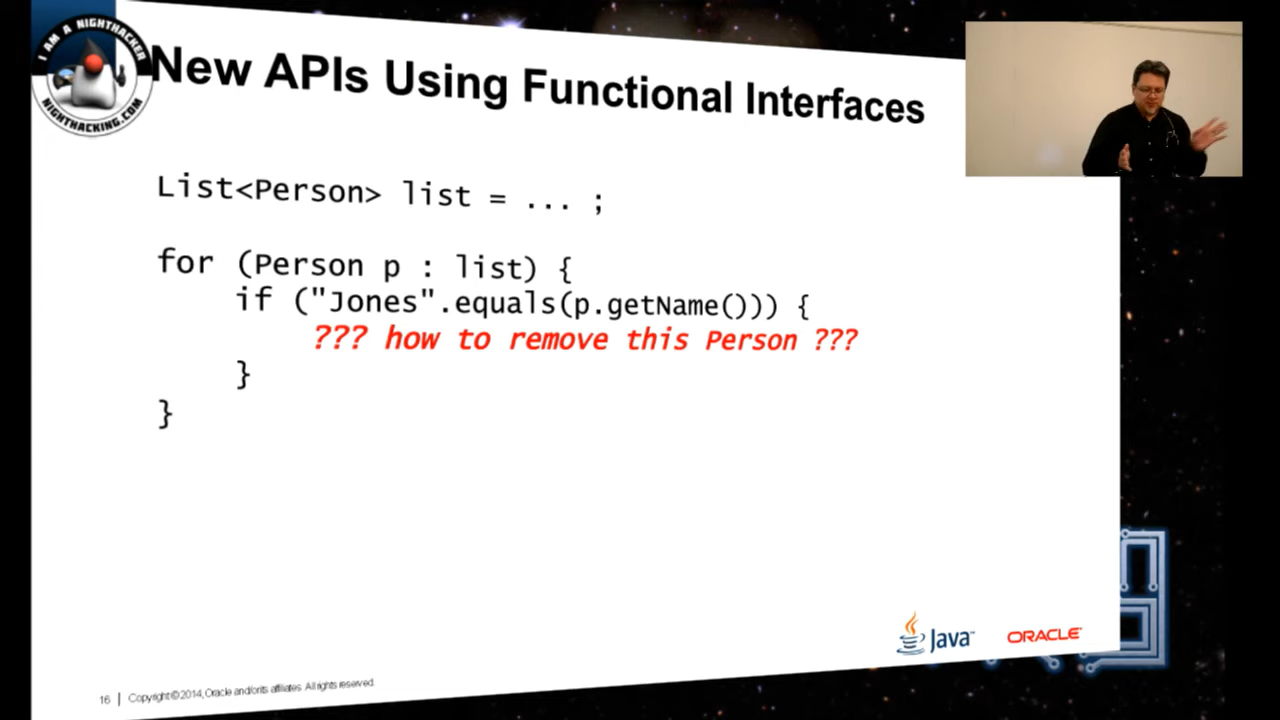 I AM A NIGHTHACKER
NIGHTHACKING.COM
New APIs Using Functional Interfaces
List<Person> list = ... ;
for (Person p : list) {
if ("Jones".equals(p.getName())) {
??? how to remove this Person ???
}
}
Java™
ORACLE
16 | Copyright © 2014, Oracle and/or its affiliates. All rights reserved.